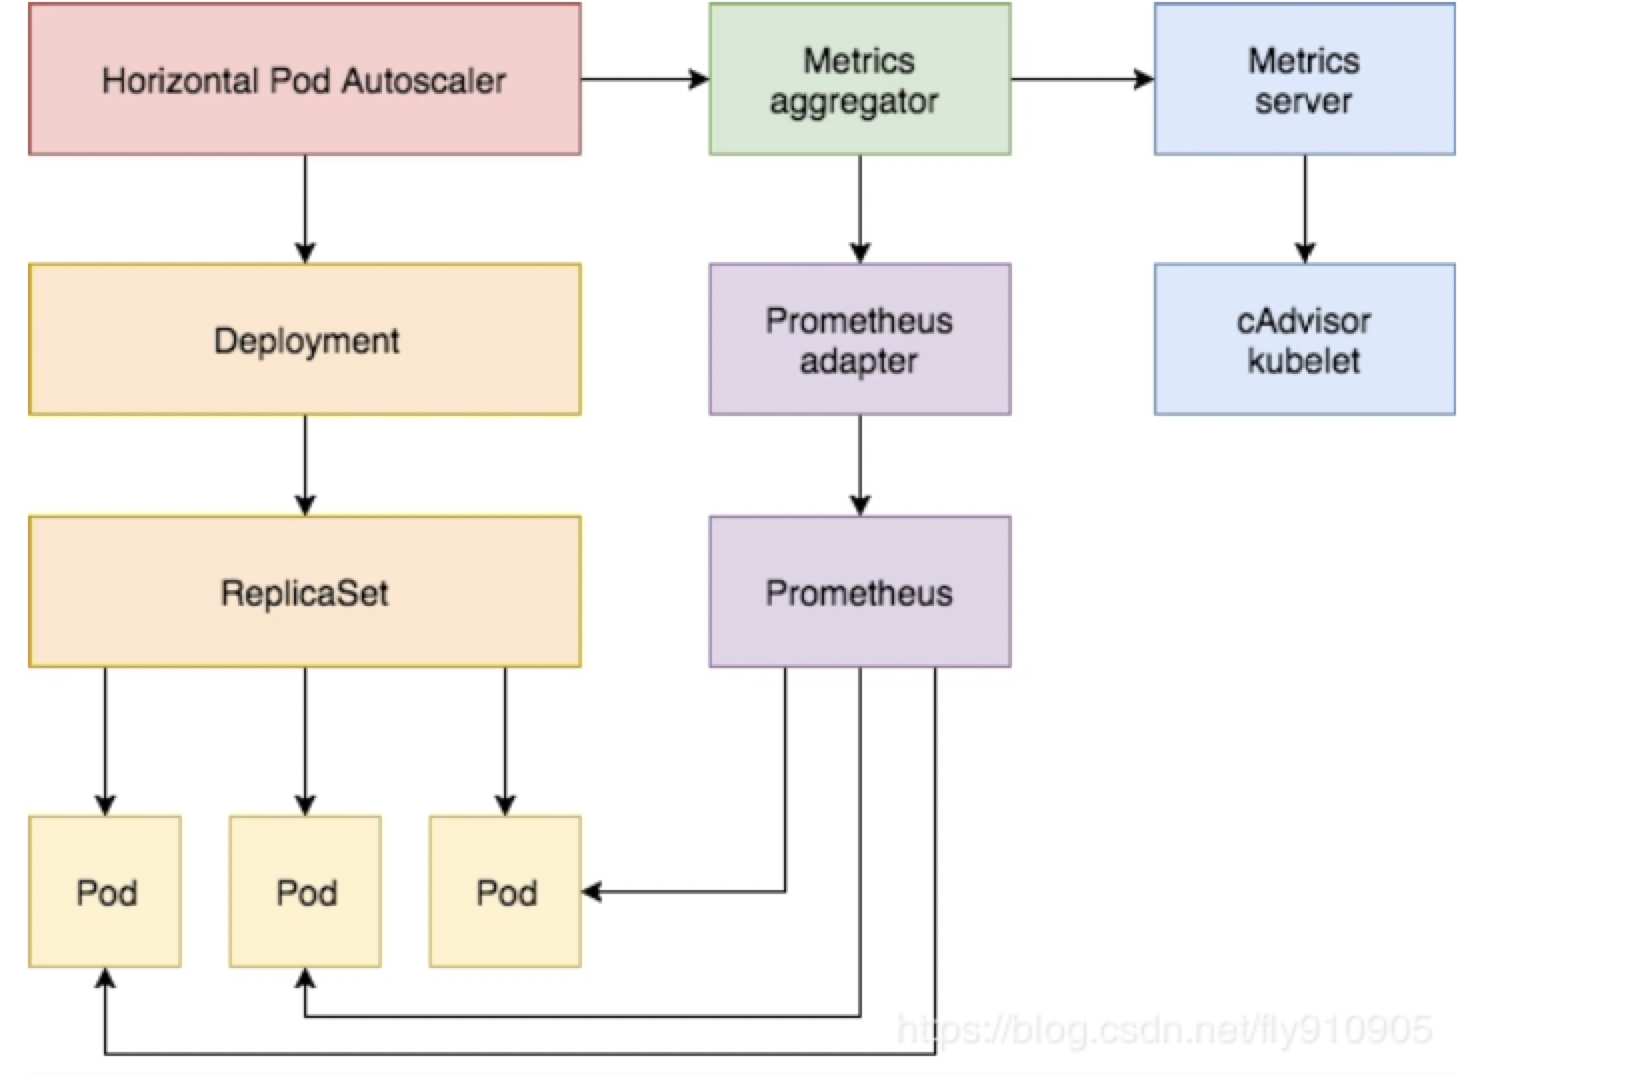 Horizontal Pod Autoscaler
Metrics
aggregator
Metrics
server
Deployment
Prometheus
adapter
cAdvisor
kubelet
ReplicaSet
Prometheus
Pod
Pod
Pod
https://blog.csdn.net/fly910905